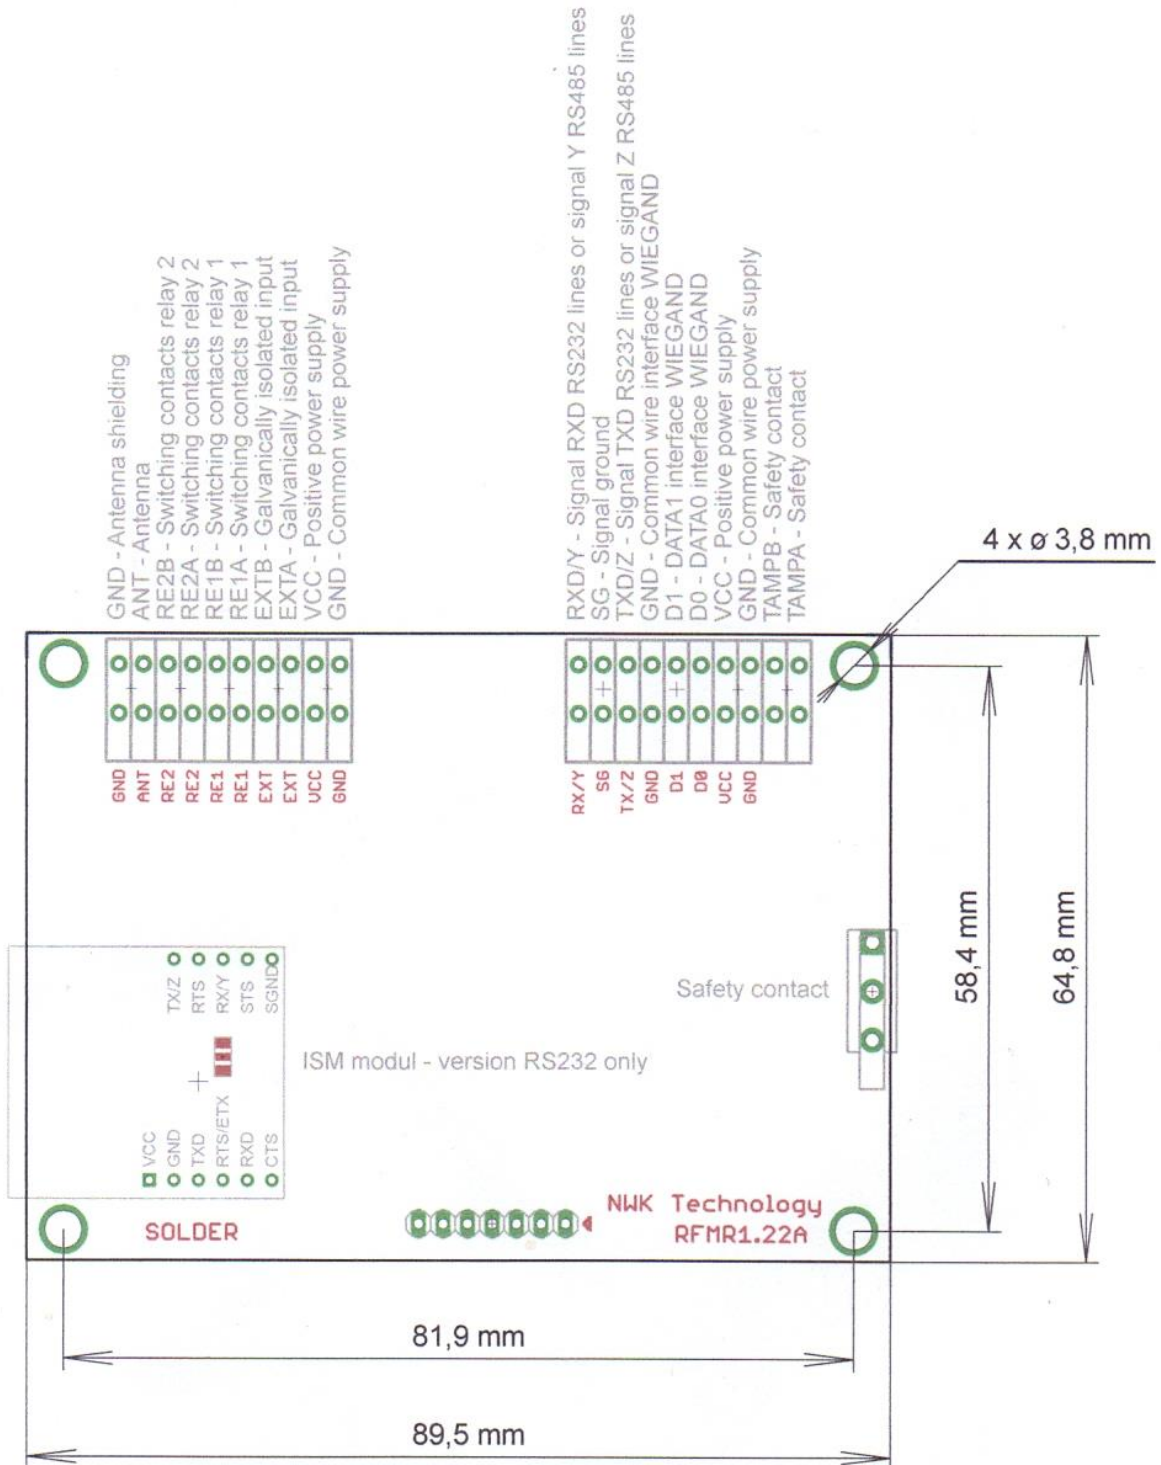 GND - Antenna shielding
ANT - Antenna
RE2B - Switching contacts relay 2
RE2A - Switching contacts relay 2
RE1B - Switching contacts relay 1
RE1A - Switching contacts relay 1
EXTB - Galvanically isolated input
EXTA - Galvanically isolated input
VCC - Positive power supply
GND - Common wire power supply
RXD/Y - Signal RXD RS232 lines or signal Y RS485 lines
SG - Signal ground
TXD/Z - Signal TXD RS232 lines or signal Z RS485 lines
GND - Common wire interface WIEGAND
D1 - DATA1 interface WIEGAND
D0 - DATA0 interface WIEGAND
VCC - Positive power supply
GND - Common wire power supply
TAMPB - Safety contact
TAMPA - Safety contact
4 x ø 3,8 mm
GND
ANT
RE2
RE2
RE1
RE1
EXT
EXT
VCC
GND
RX/Y
SG
TX/Z
GND
D1
D0
VCC
GND
58,4 mm
64,8 mm
TX/Z
RTS
RX/Y
STS
SGND
Safety contact
ISM modul - version RS232 only
VCC
GND
TXD
RTS/ETX
RXD
CTS
SOLDER
NWK Technology
RFMR1.22A
81,9 mm
89,5 mm